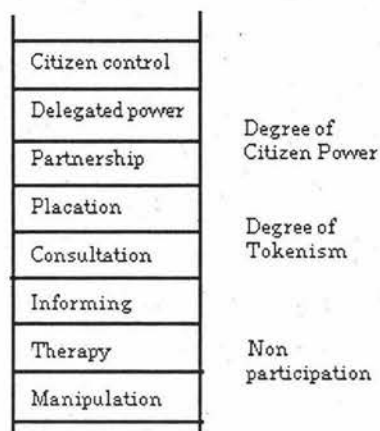 Citizen control
Delegated power
Partnership
Placation
Consultation
Informing
Therapy
Manipulation
Degree of
Citizen Power
Degree of
Tokenism
Non
participation